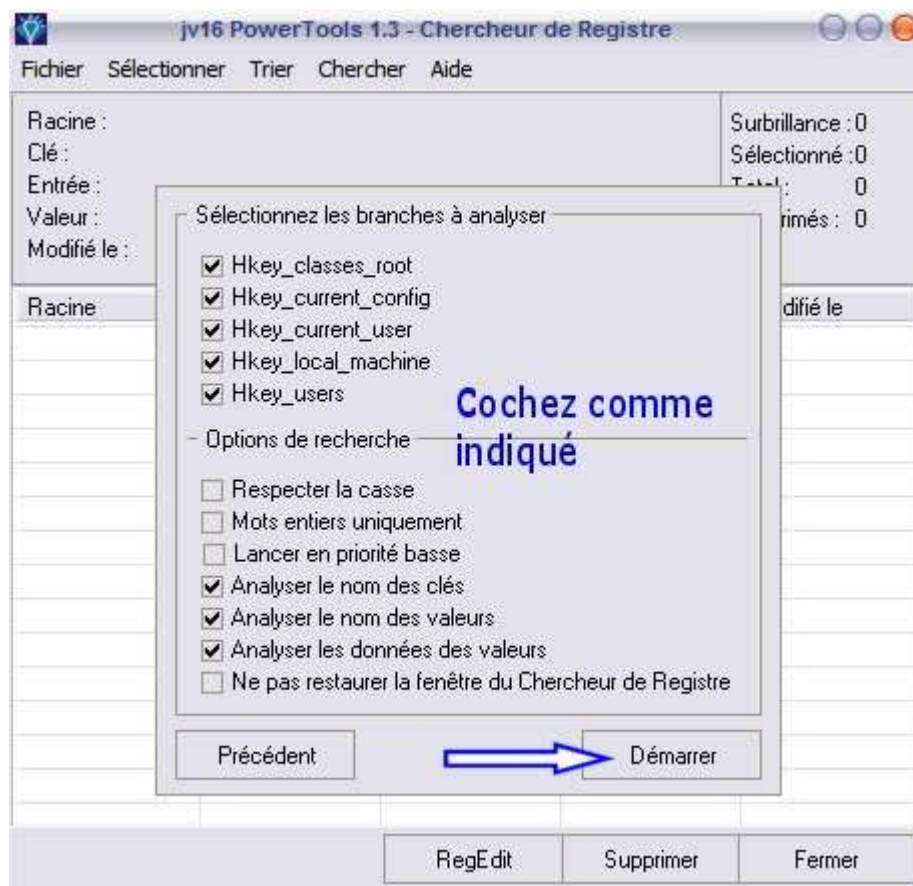 jv16 PowerTools 1.3 - Chercheur de Registre
Fichier Sélectionner Trier Chercher Aide
Racine :
Clé :
Entrée :
Valeur :
Modifié le :
Surbrillance : 0
Sélectionné : 0
: 0
rimés : 0
Racine
difié le
Sélectionnez les branches à analyser
Hkey_classes_root
Hkey_current_config
Hkey_current_user
Hkey_local_machine
Hkey_users
Cochez comme
indiqué
Options de recherche
Respecter la casse
Mots entiers uniquement
Lancer en priorité basse
Analyser le nom des clés
Analyser le nom des valeurs
Analyser les données des valeurs
Ne pas restaurer la fenêtre du Chercheur de Registre
Précédent
Démarrer
RegEdit
Supprimer
Fermer